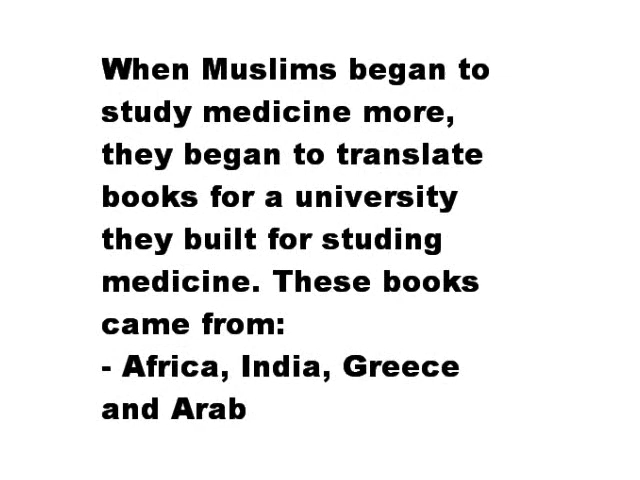 When Muslims began to
study medicine more,
they began to translate
books for a university
they built for studing
medicine. These books
came from:
- Africa, India, Greece
and Arab